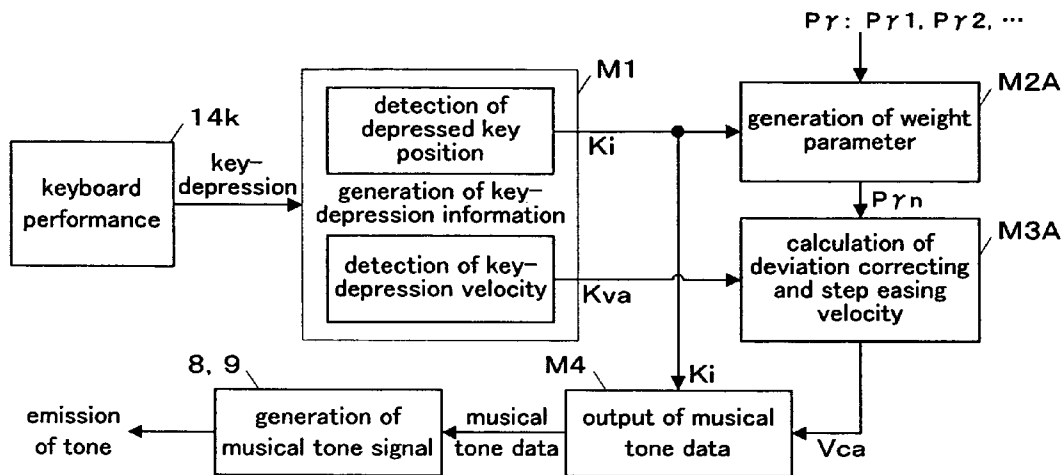 Pγ: Pγ1, Pγ2, ···
M1
M2A
14k
detection of
depressed key
position
Ki
generation of weight
parameter
keyboard
performance
key-
depression
generation of key-
depression information
Pγn
M3A
detection of key-
depression velocity
Kva
calculation of
deviation correcting
and step easing
velocity
8, 9
M4
Ki
emission
of tone
generation of
musical tone signal
musical
tone data
output of musical
tone data
Vca